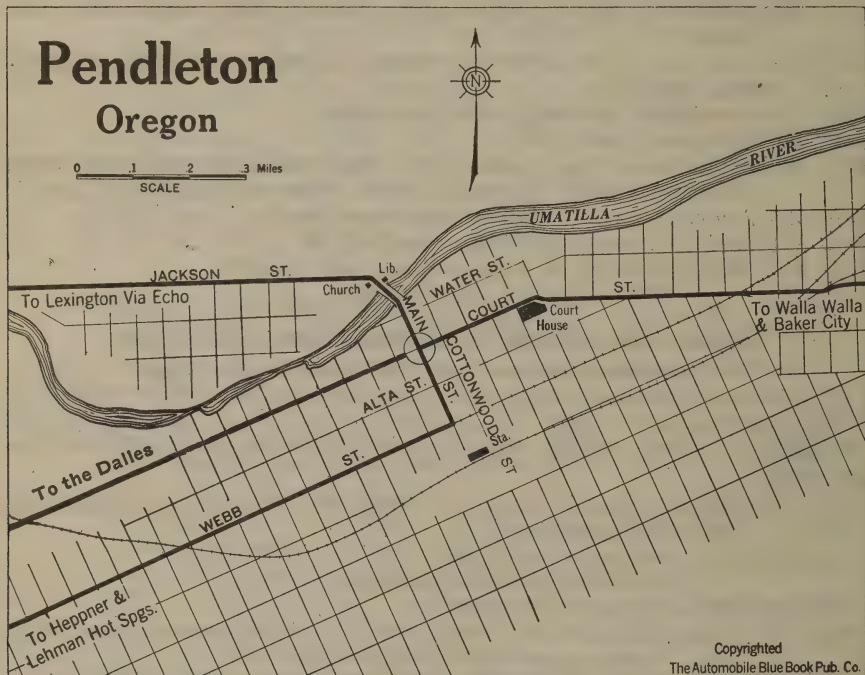 Pendleton
Oregon
0 .1 .2 .3 Miles
SCALE
N
UMATILLA RIVER
JACKSON ST.
Lib.
Church
To Lexington Via Echo
MAIN ST.
WATER ST.
COURT ST.
Court
House
To Walla Walla
& Baker City
COTTONWOOD ST
ALTA ST.
Sta.
To the Dalles
WEBB ST.
To Heppner &
Lehman Hot Spgs.
Copyrighted
The Automobile Blue Book Pub. Co.